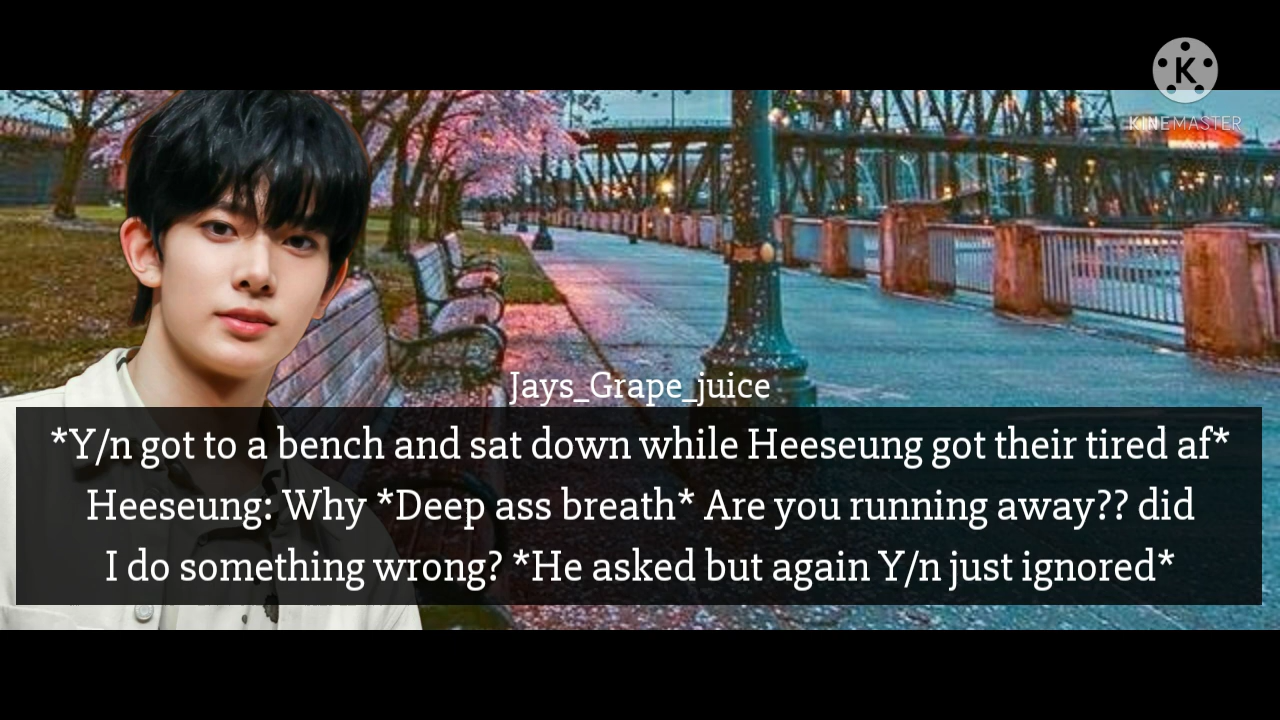 K
KINEMASTER
Jays_Grape_juice
*Y/n got to a bench and sat down while Heeseung got their tired af*
Heeseung: Why *Deep ass breath* Are you running away?? did
I do something wrong? *He asked but again Y/n just ignored*